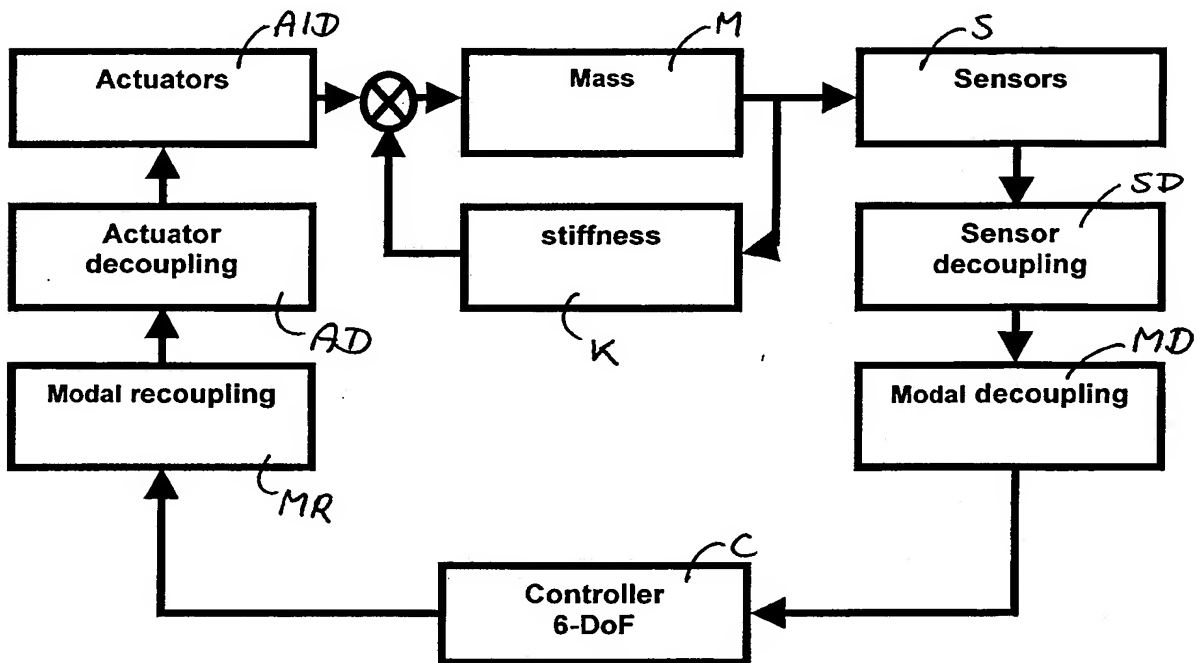 AID
M
S
Actuators
Mass
Sensors
SD
Actuator
decoupling
stiffness
Sensor
decoupling
AD
K
MD
Modal recoupling
Modal decoupling
MR
C
Controller
6-DoF